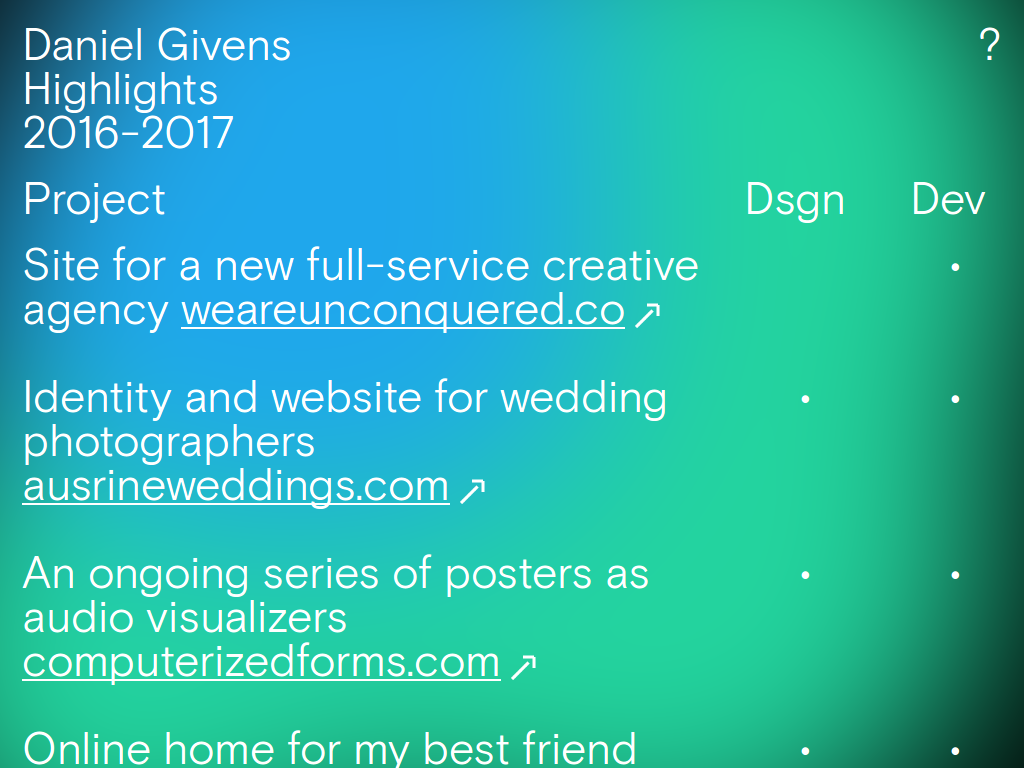 Daniel Givens
?
Highlights
2016–2017
Project Dsgn Dev
Site for a new full–service creative •
agency weareunconquered.co ↗
Identity and website for wedding • •
photographers
ausrineweddings.com ↗
An ongoing series of posters as • •
audio visualizers
computerizedforms.com ↗
Online home for my best friend • •